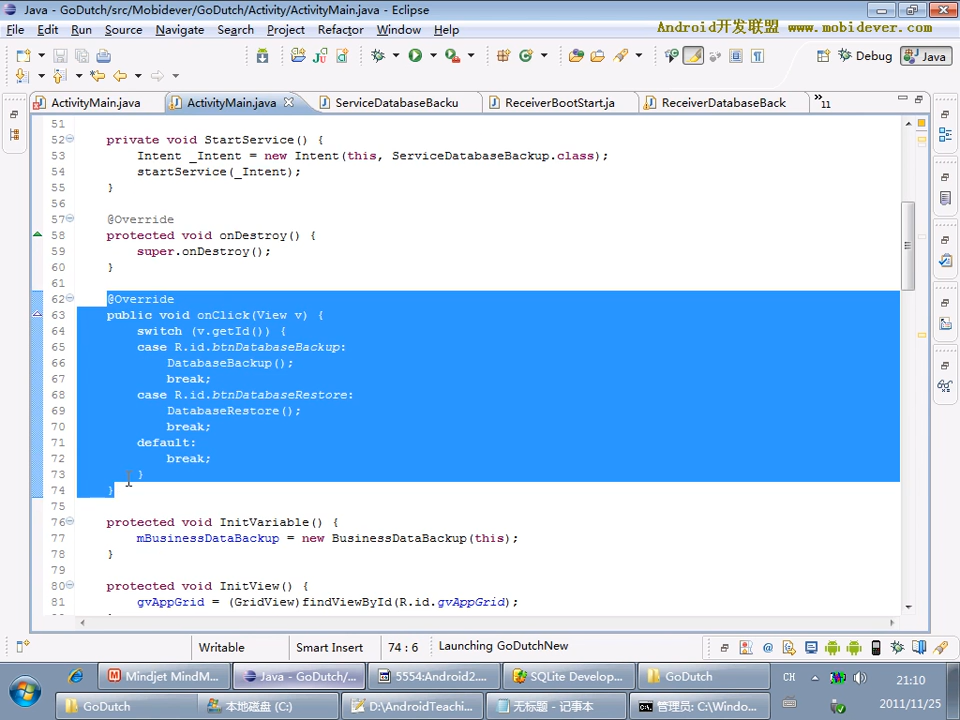 Java - GoDutch/src/Mobidever/GoDutch/Activity/ActivityMain.java - Eclipse
File Edit Run Source Navigate Search Project Refactor Window Help
Android开发联盟 www.mobidever.com
Debug Java
ActivityMain.java ActivityMain.java ServiceDatabaseBacku ReceiverBootStart.ja ReceiverDatabaseBack »11
51
52 private void StartService() {
53 Intent _Intent = new Intent(this, ServiceDatabaseBackup.class);
54 startService(_Intent);
55 }
56
57 @Override
58 protected void onDestroy() {
59 super.onDestroy();
60 }
61
62 @Override
63 public void onClick(View v) {
64 switch (v.getId()) {
65 case R.id.btnDatabaseBackup:
66 DatabaseBackup();
67 break;
68 case R.id.btnDatabaseRestore:
69 DatabaseRestore();
70 break;
71 default:
72 break;
73 }
74 }
75
76 protected void InitVariable() {
77 mBusinessDataBackup = new BusinessDataBackup(this);
78 }
79
80 protected void InitView() {
81 gvAppGrid = (GridView)findViewById(R.id.gvAppGrid);
Writable Smart Insert 74 : 6 Launching GoDutchNew
Mindjet MindM... Java - GoDutch/... 5554:Android2.... SQLite Develop... GoDutch CH 21:10
GoDutch 本地磁盘 (C:) D:\AndroidTeachi... 无标题 - 记事本 管理员: C:\Windo... 2011/11/25